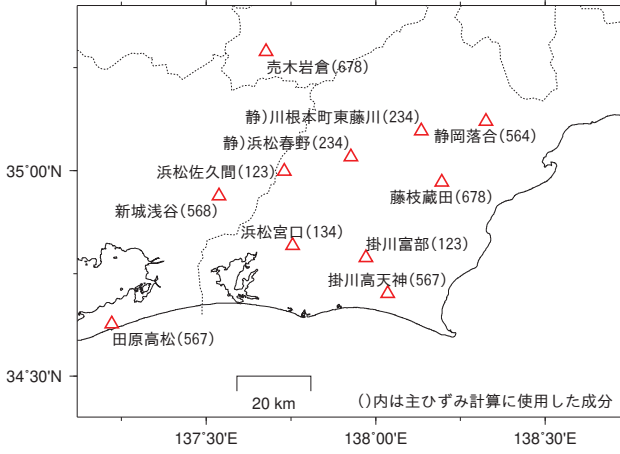 売木岩倉(678)
静)川根本町東藤川(234)
静岡落合(564)
静)浜松春野(234)
35˚00'N
浜松佐久間(123)
藤枝蔵田(678)
新城浅谷(568)
浜松宮口(134)
掛川富部(123)
掛川高天神(567)
田原高松(567)
34˚30'N
20 km
()内は主ひずみ計算に使用した成分
137˚30'E
138˚00'E
138˚30'E